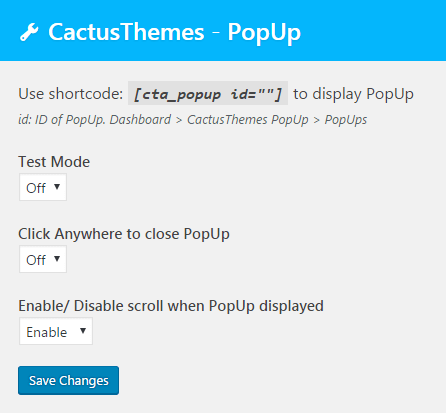 CactusThemes - PopUp
Use shortcode: [cta_popup id=""] to display PopUp
id: ID of PopUp. Dashboard > CactusThemes PopUp > PopUps
Test Mode
Off
Click Anywhere to close PopUp
Off
Enable/ Disable scroll when PopUp displayed
Enable
Save Changes